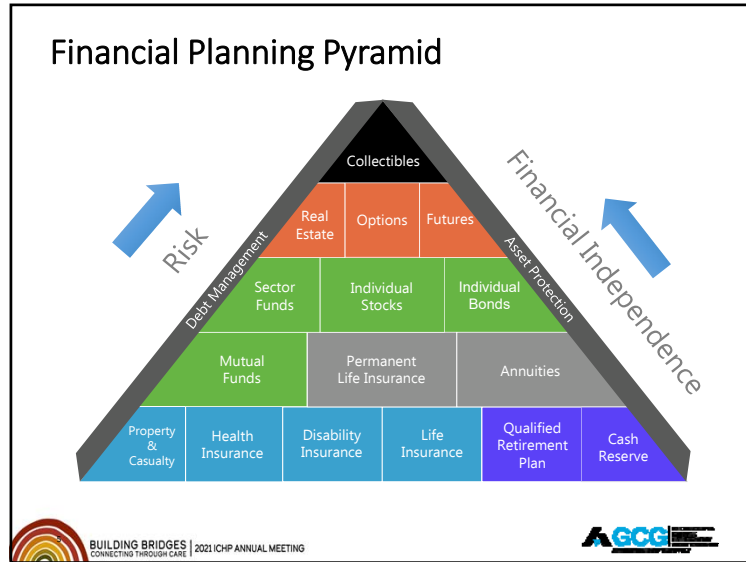 Financial Planning Pyramid
Collectibles
Real
Estate
Options
Futures
Sector
Funds
Individual
Stocks
Individual
Bonds
Mutual
Funds
Permanent
Life Insurance
Annuities
Property
&
Casualty
Health
Insurance
Disability
Insurance
Life
Insurance
Qualified
Retirement
Plan
Cash
Reserve
Debt Management
Asset Protection
Risk
Financial Independence
5
BUILDING BRIDGES | 2021 ICHP ANNUAL MEETING
CONNECTING THROUGH CARE
GCG